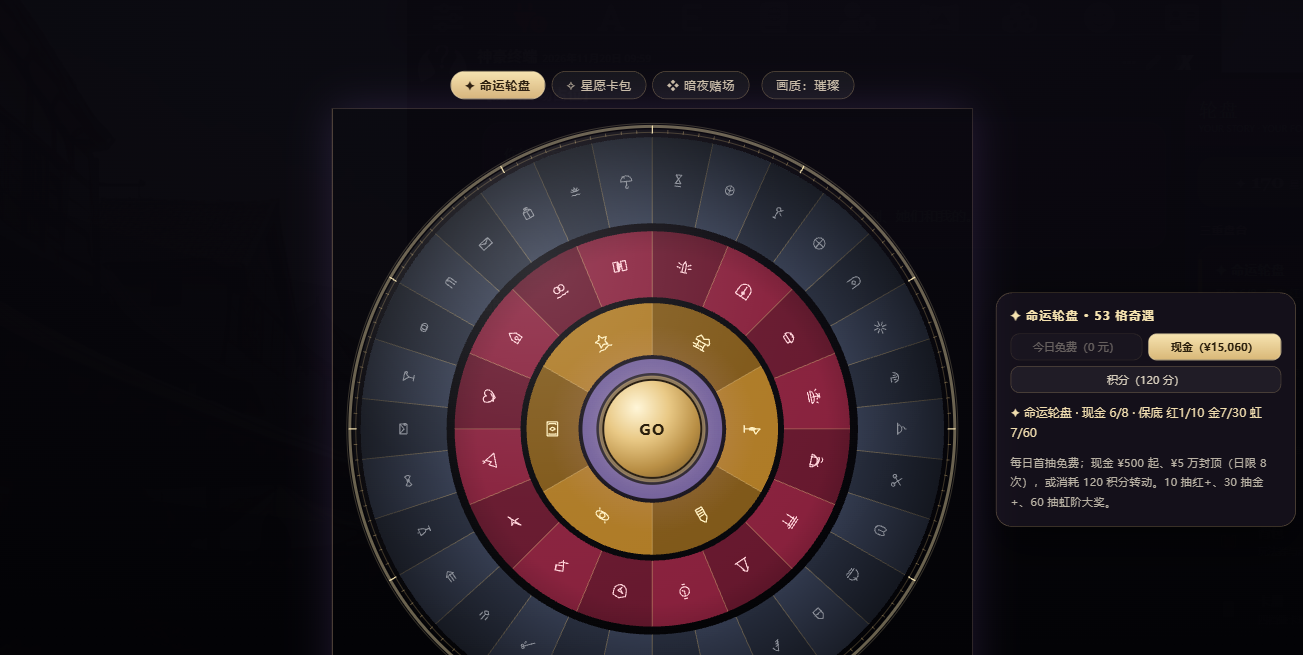 ✦ 命运轮盘
✧ 星愿卡包
❖ 暗夜赌场
画质：璀璨
GO
✦ 命运轮盘 • 53 格奇遇
今日免费 (0 元)
现金 (¥15,060)
积分 (120 分)
✦ 命运轮盘 · 现金 6/8 · 保底 红1/10 金7/30 虹
7/60
每日首抽免费；现金 ¥500 起、¥5 万封顶（日限 8
次），或消耗 120 积分转动。10 抽红+、30 抽金
+、60 抽虹阶大奖。